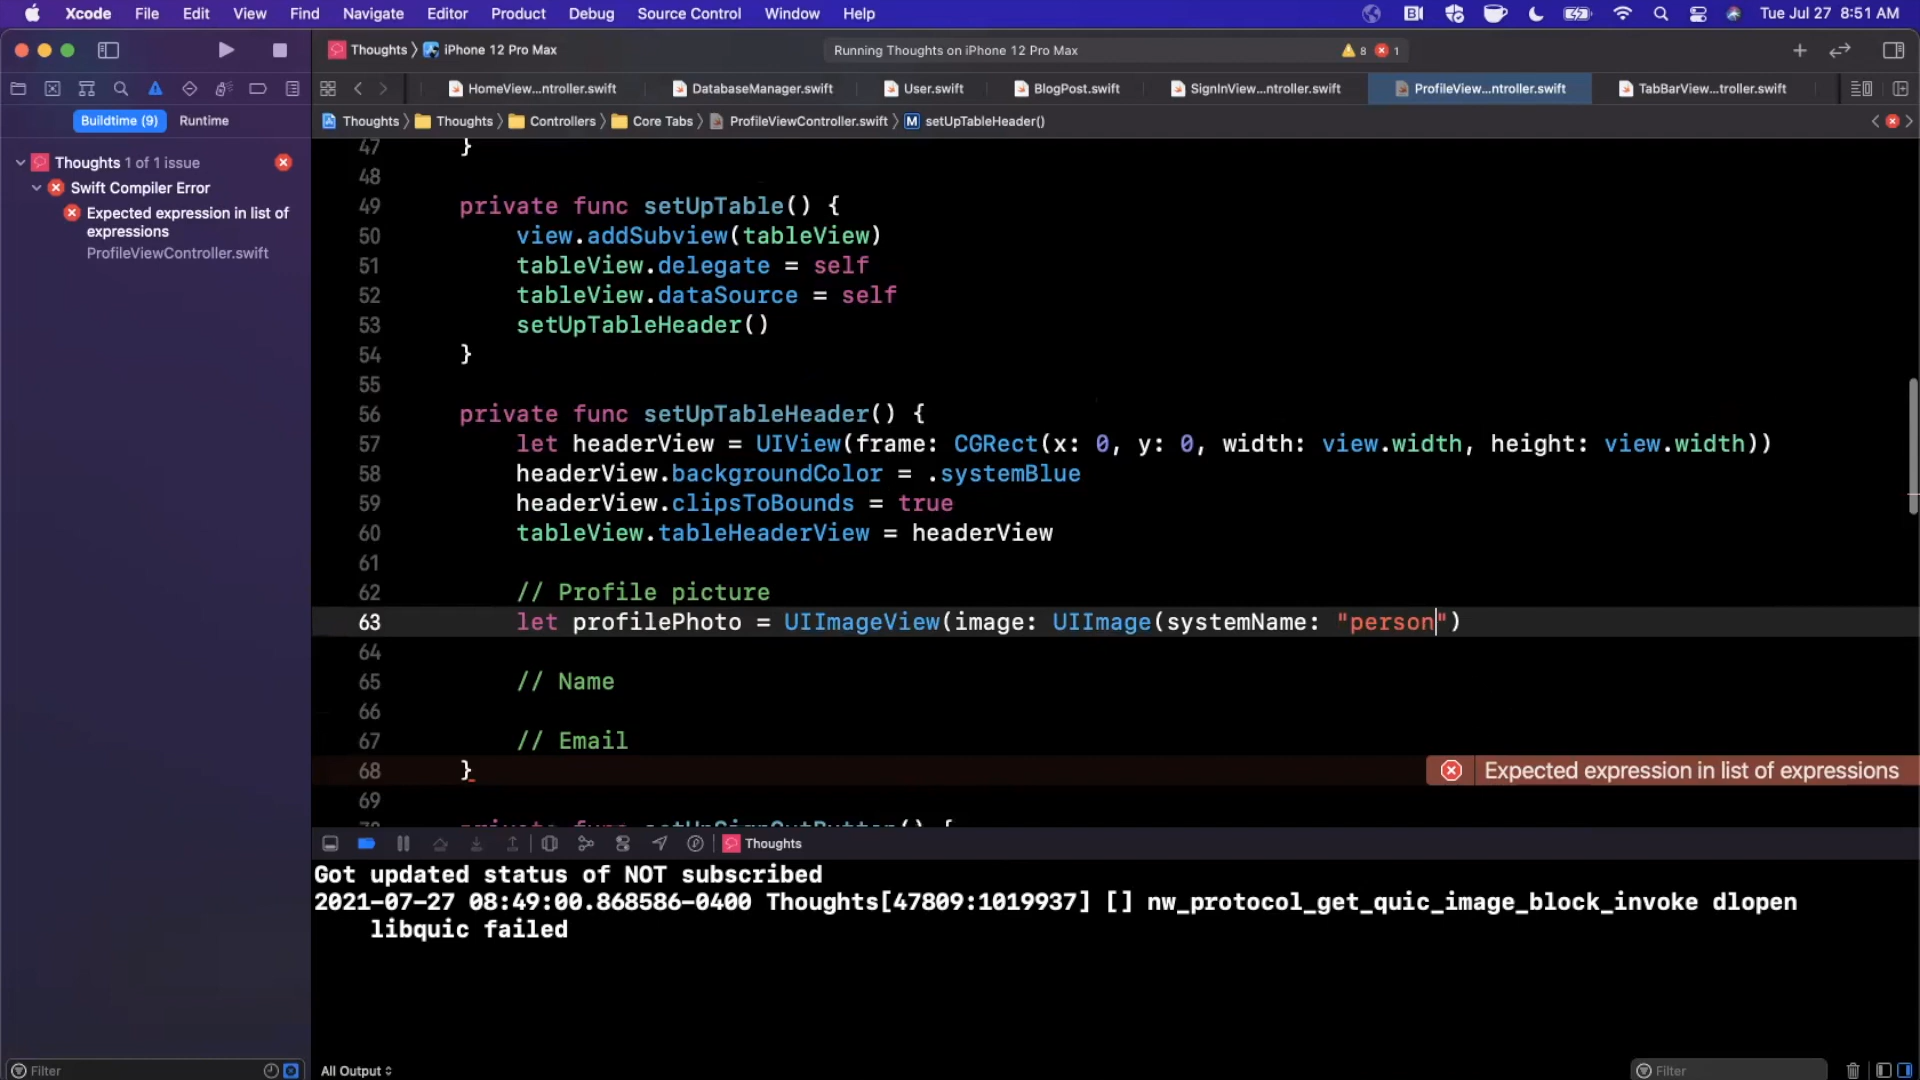 Xcode File Edit View Find Navigate Editor Product Debug Source Control Window Help Tue Jul 27 8:51 AM
Thoughts iPhone 12 Pro Max Running Thoughts on iPhone 12 Pro Max 8 1
HomeView...ntroller.swift DatabaseManager.swift User.swift BlogPost.swift SignInView...ntroller.swift ProfileView...ntroller.swift TabBarView...troller.swift
Buildtime (9) Runtime
Thoughts Thoughts Controllers Core Tabs ProfileViewController.swift M setUpTableHeader()
Thoughts 1 of 1 issue
Swift Compiler Error
Expected expression in list of
expressions
ProfileViewController.swift
47 }
48
49 private func setUpTable() {
50 view.addSubview(tableView)
51 tableView.delegate = self
52 tableView.dataSource = self
53 setUpTableHeader()
54 }
55
56 private func setUpTableHeader() {
57 let headerView = UIView(frame: CGRect(x: 0, y: 0, width: view.width, height: view.width))
58 headerView.backgroundColor = .systemBlue
59 headerView.clipsToBounds = true
60 tableView.tableHeaderView = headerView
61
62 // Profile picture
63 let profilePhoto = UIImageView(image: UIImage(systemName: "person")
64
65 // Name
66
67 // Email
68 } Expected expression in list of expressions
69
70 private func setUpSignOutButton() {
Thoughts
Got updated status of NOT subscribed
2021-07-27 08:49:00.868586-0400 Thoughts[47809:1019937] [] nw_protocol_get_quic_image_block_invoke dlopen
libquic failed
Filter All Output Filter